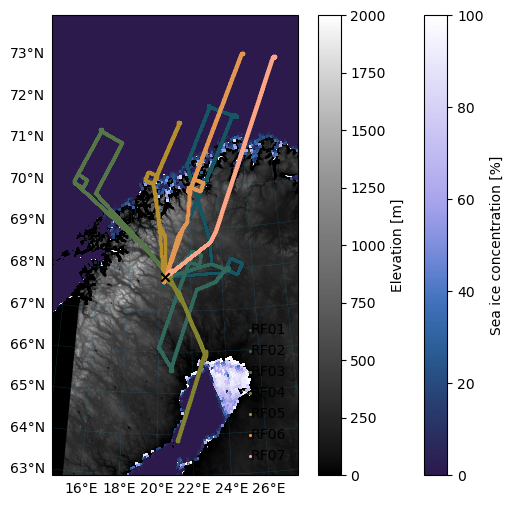 73°N
72°N
71°N
70°N
69°N
68°N
67°N
66°N
65°N
64°N
63°N
16°E 18°E 20°E 22°E 24°E 26°E
RF01
RF02
RF03
RF04
RF05
RF06
RF07
2000
1750
1500
1250
1000
750
500
250
0
Elevation [m]
100
80
60
40
20
0
Sea ice concentration [%]